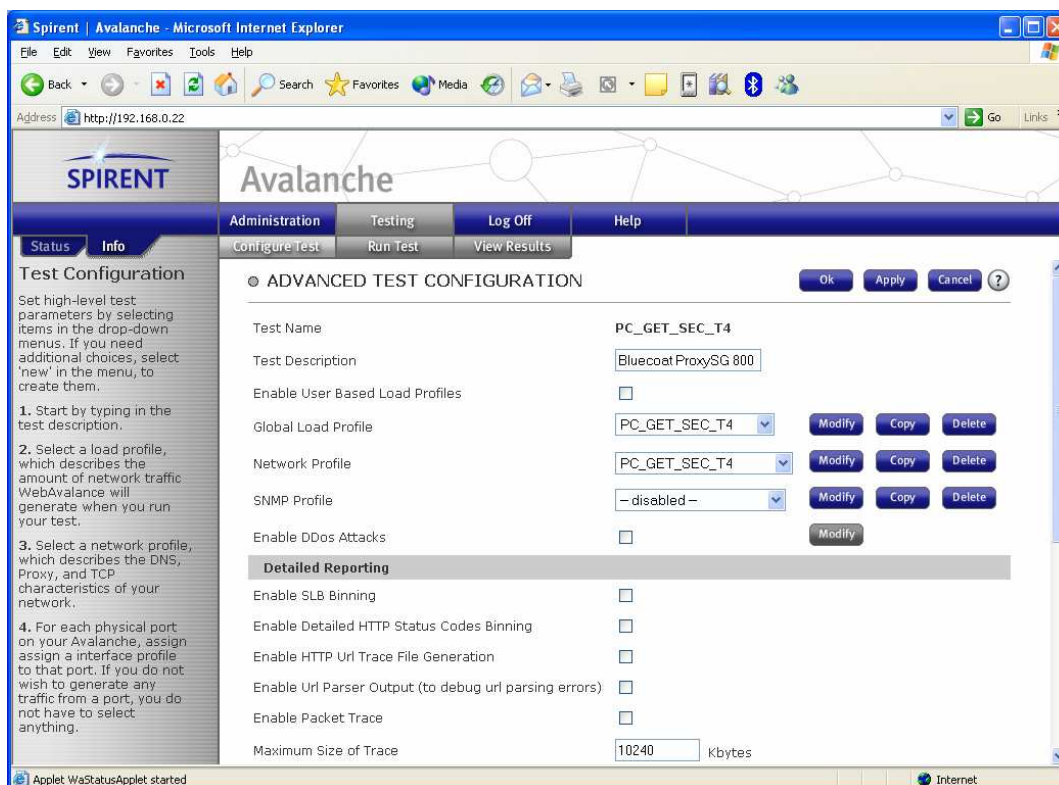 Spirent | Avalanche - Microsoft Internet Explorer
File Edit View Favorites Tools Help
Back Search Favorites Media
Address http://192.168.0.22 Go Links
SPIRENT
Avalanche
Administration Testing Log Off Help
Status Info
Configure Test Run Test View Results
Test Configuration
Set high-level test
parameters by selecting
items in the drop-down
menus. If you need
additional choices, select
'new' in the menu, to
create them.
1. Start by typing in the
test description.
2. Select a load profile,
which describes the
amount of network traffic
WebAvalance will
generate when you run
your test.
3. Select a network profile,
which describes the DNS,
Proxy, and TCP
characteristics of your
network.
4. For each physical port
on your Avalanche, assign
assign a interface profile
to that port. If you do not
wish to generate any
traffic from a port, you do
not have to select
anything.
ADVANCED TEST CONFIGURATION Ok Apply Cancel ?
Test Name PC_GET_SEC_T4
Test Description Bluecoat ProxySG 800
Enable User Based Load Profiles
Global Load Profile PC_GET_SEC_T4 Modify Copy Delete
Network Profile PC_GET_SEC_T4 Modify Copy Delete
SNMP Profile -- disabled -- Modify Copy Delete
Enable DDos Attacks Modify
Detailed Reporting
Enable SLB Binning
Enable Detailed HTTP Status Codes Binning
Enable HTTP Url Trace File Generation
Enable Url Parser Output (to debug url parsing errors)
Enable Packet Trace
Maximum Size of Trace 10240 Kbytes
Applet WaStatusApplet started Internet